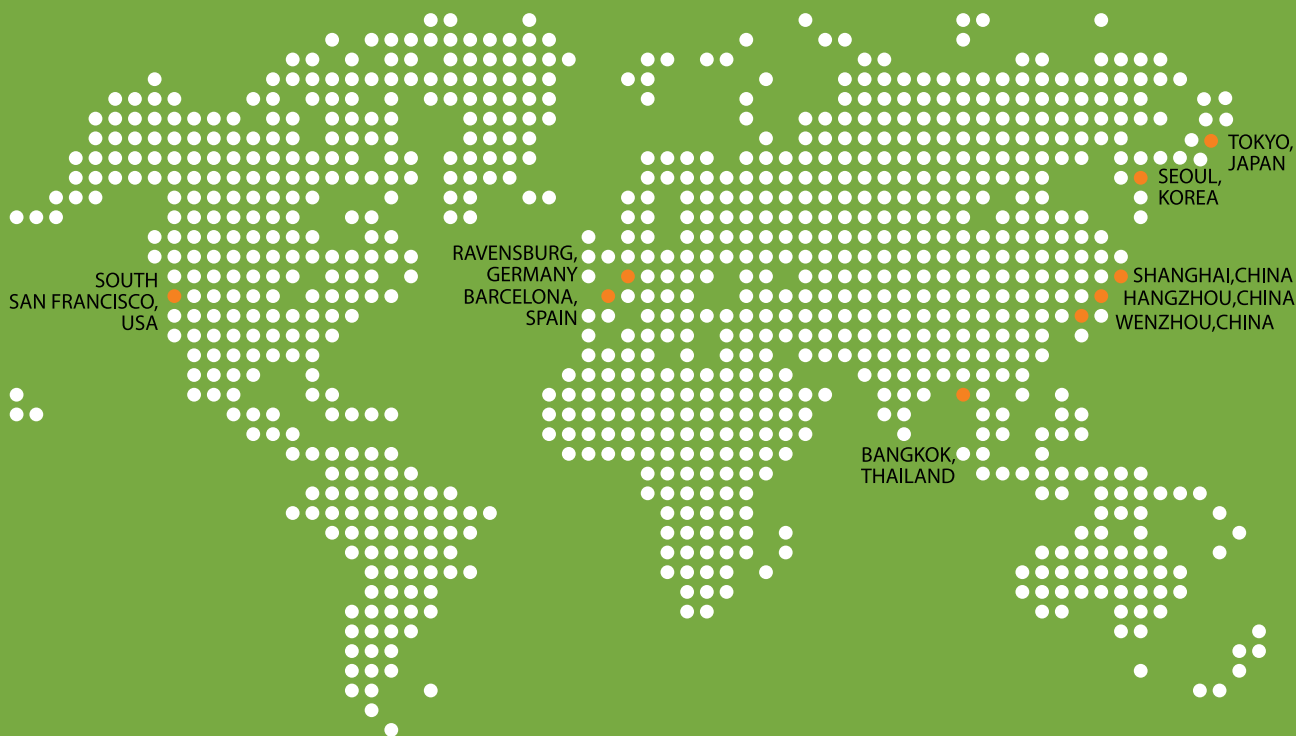 TOKYO,
JAPAN
SEOUL,
KOREA
RAVENSBURG,
GERMANY
BARCELONA,
SPAIN
SOUTH
SAN FRANCISCO,
USA
SHANGHAI,CHINA
HANGZHOU,CHINA
WENZHOU,CHINA
BANGKOK,
THAILAND